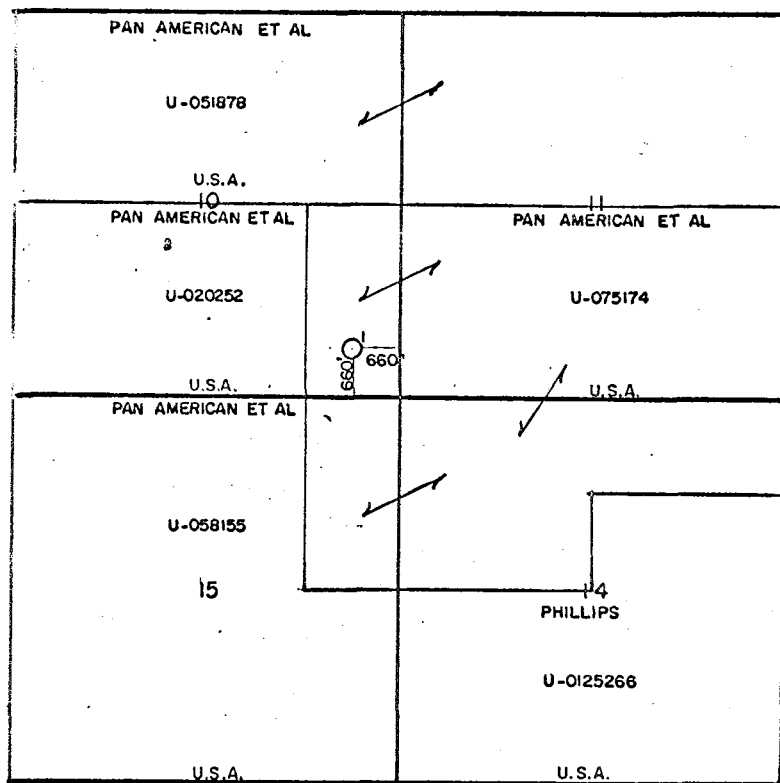 PAN AMERICAN ET AL
U-051878
U.S.A.
10
11
PAN AMERICAN ET AL
PAN AMERICAN ET AL
U-020252
U-075174
1
660'
660'
U.S.A.
U.S.A.
PAN AMERICAN ET AL
U-058155
15
14
PHILLIPS
U-0125266
U.S.A.
U.S.A.